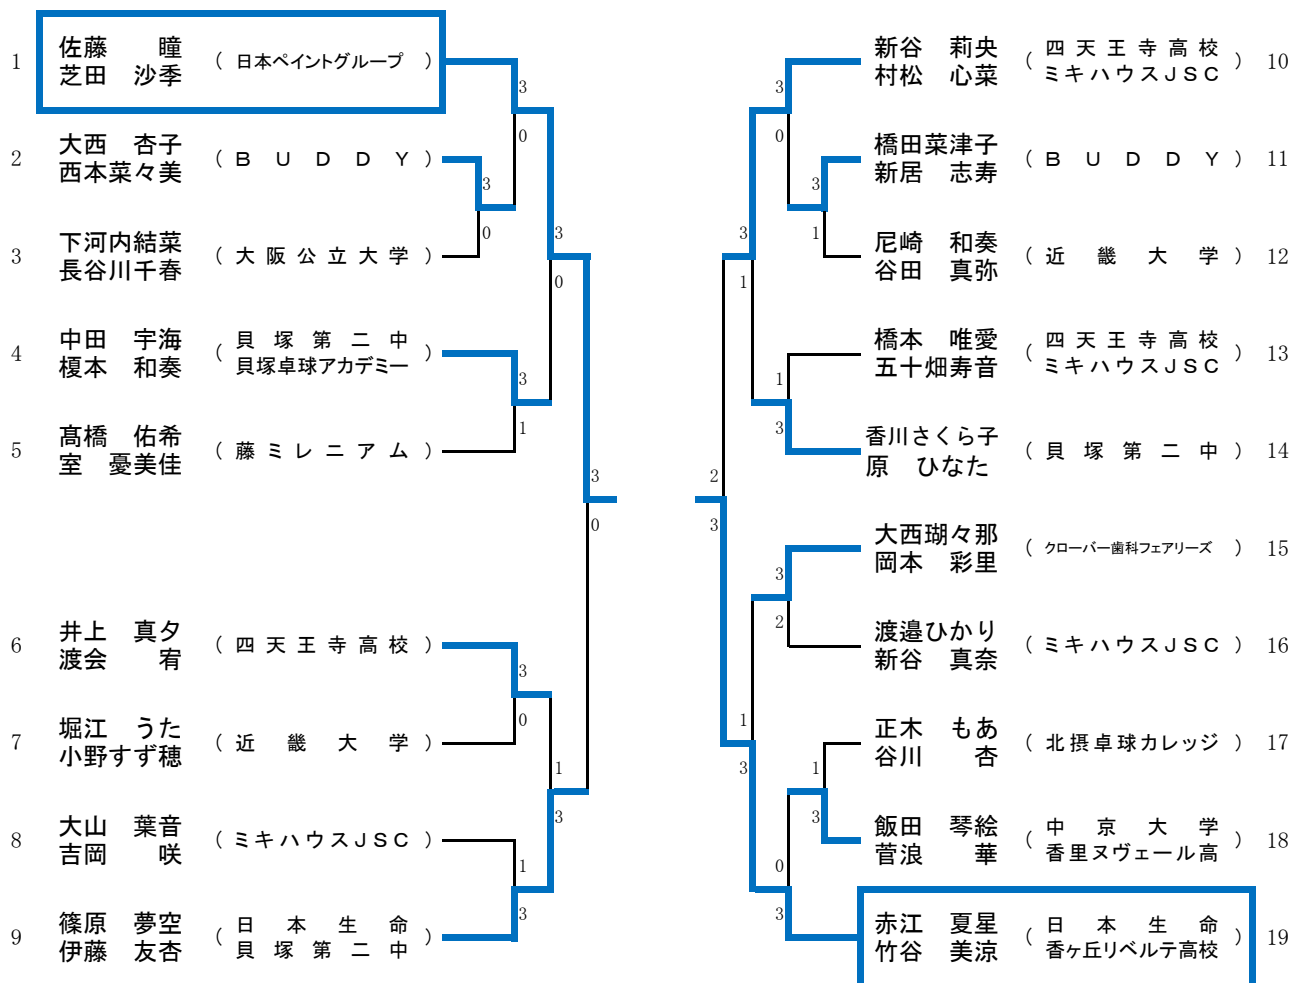 1 佐藤 瞳 芝田 沙季 ( 日本ペイントグループ )
2 大西 杏子 西本菜々美 ( B U D D Y )
3 下河内結菜 長谷川千春 ( 大阪公立大学 )
4 中田 宇海 榎本 和奏 ( 貝塚第二中 貝塚卓球アカデミー )
5 髙橋 佑希 室 憂美佳 ( 藤ミレニアム )
6 井上 真夕 渡会 宥 ( 四天王寺高校 )
7 堀江 うた 小野すず穂 ( 近畿大学 )
8 大山 葉音 吉岡 咲 ( ミキハウスJSC )
9 篠原 夢空 伊藤 友杏 ( 日本生命 貝塚第二中 )
3
0
3
0
3
0
3
1
3
0
3
0
1
3
1
3
新谷 莉央 村松 心菜 ( 四天王寺高校 ミキハウスJSC ) 10
橋田菜津子 新居 志寿 ( B U D D Y ) 11
尼崎 和奏 谷田 真弥 ( 近畿大学 ) 12
橋本 唯愛 五十畑寿音 ( 四天王寺高校 ミキハウスJSC ) 13
香川さくら子 原 ひなた ( 貝塚第二中 ) 14
大西瑚々那 岡本 彩里 ( クローバー歯科フェアリーズ ) 15
渡邉ひかり 新谷 真奈 ( ミキハウスJSC ) 16
正木 もあ 谷川 杏 ( 北摂卓球カレッジ ) 17
飯田 琴絵 菅浪 華 ( 中京大学 香里ヌヴェール高 ) 18
赤江 夏星 竹谷 美涼 ( 日本生命 香ヶ丘リベルテ高校 ) 19
3
0
3
1
3
1
1
3
2
3
3
2
1
3
1
3
0
3